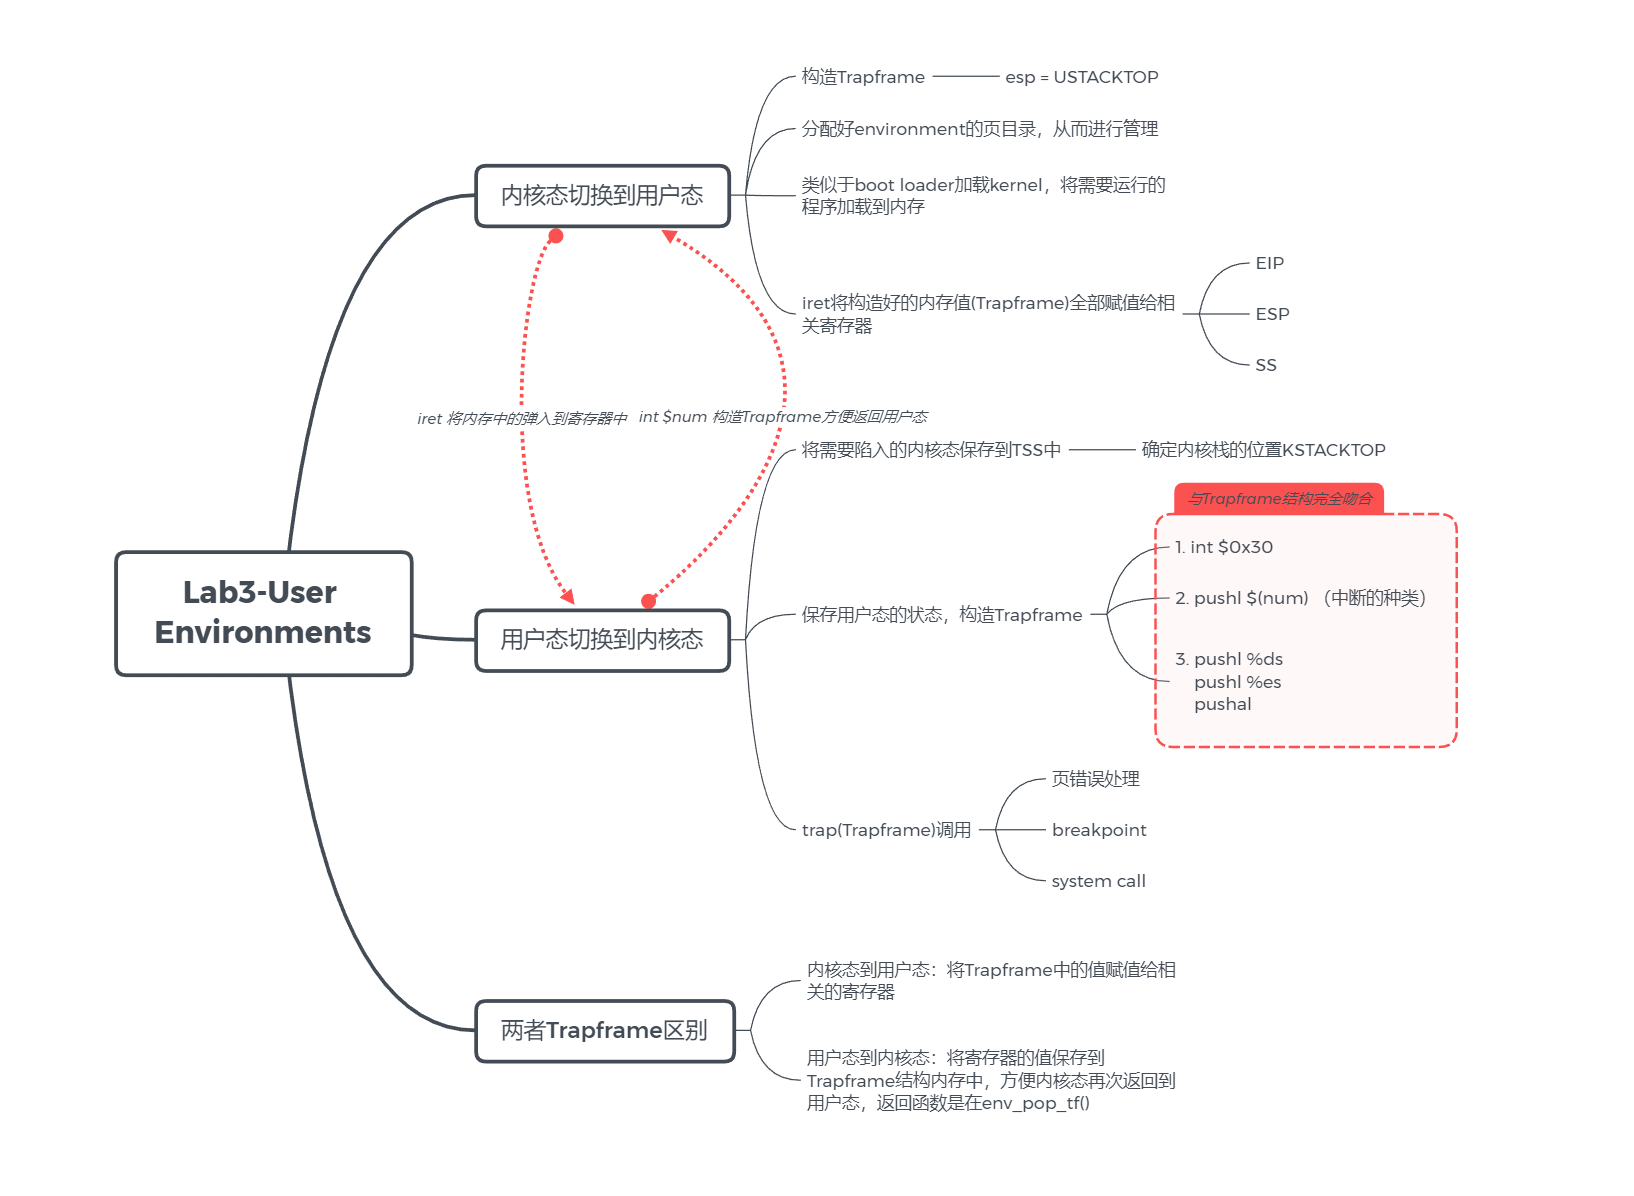 构造Trapframe
esp = USTACKTOP
分配好environment的页目录，从而进行管理
类似于boot loader加载kernel，将需要运行的
程序加载到内存
内核态切换到用户态
iret将构造好的内存值(Trapframe)全部赋值给相
关寄存器
EIP
ESP
SS
iret 将内存中的弹入到寄存器中
int $num 构造Trapframe方便返回用户态
将需要陷入的内核态保存到TSS中
确定内核栈的位置KSTACKTOP
与Trapframe结构完全吻合
1. int $0x30
2. pushl $(num) （中断的种类）
3. pushl %ds
pushl %es
pushal
保存用户态的状态，构造Trapframe
Lab3-User
Environments
用户态切换到内核态
页错误处理
trap(Trapframe)调用
breakpoint
system call
内核态到用户态：将Trapframe中的值赋值给相
关的寄存器
两者Trapframe区别
用户态到内核态：将寄存器的值保存到
Trapframe结构内存中，方便内核态再次返回到
用户态，返回函数是在env_pop_tf()